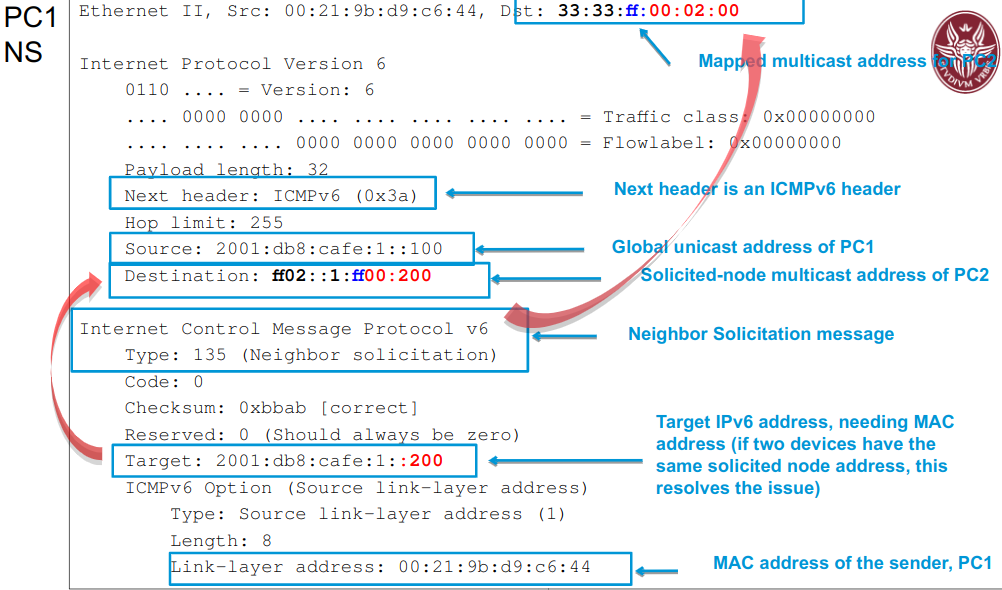 PC1
NS
Ethernet II, Src: 00:21:9b:d9:c6:44, Dst: 33:33:ff:00:02:00
Mapped multicast address for PC2
Internet Protocol Version 6
0110 .... = Version: 6
.... 0000 0000 .... .... .... .... .... = Traffic class: 0x00000000
.... .... .... 0000 0000 0000 0000 0000 = Flowlabel: 0x00000000
Payload length: 32
Next header: ICMPv6 (0x3a)
Next header is an ICMPv6 header
Hop limit: 255
Source: 2001:db8:cafe:1::100
Global unicast address of PC1
Destination: ff02::1:ff00:200
Solicited-node multicast address of PC2
Internet Control Message Protocol v6
Type: 135 (Neighbor solicitation)
Neighbor Solicitation message
Code: 0
Checksum: 0xbbab [correct]
Reserved: 0 (Should always be zero)
Target: 2001:db8:cafe:1::200
Target IPv6 address, needing MAC
address (if two devices have the
same solicited node address, this
resolves the issue)
ICMPv6 Option (Source link-layer address)
Type: Source link-layer address (1)
Length: 8
Link-layer address: 00:21:9b:d9:c6:44
MAC address of the sender, PC1